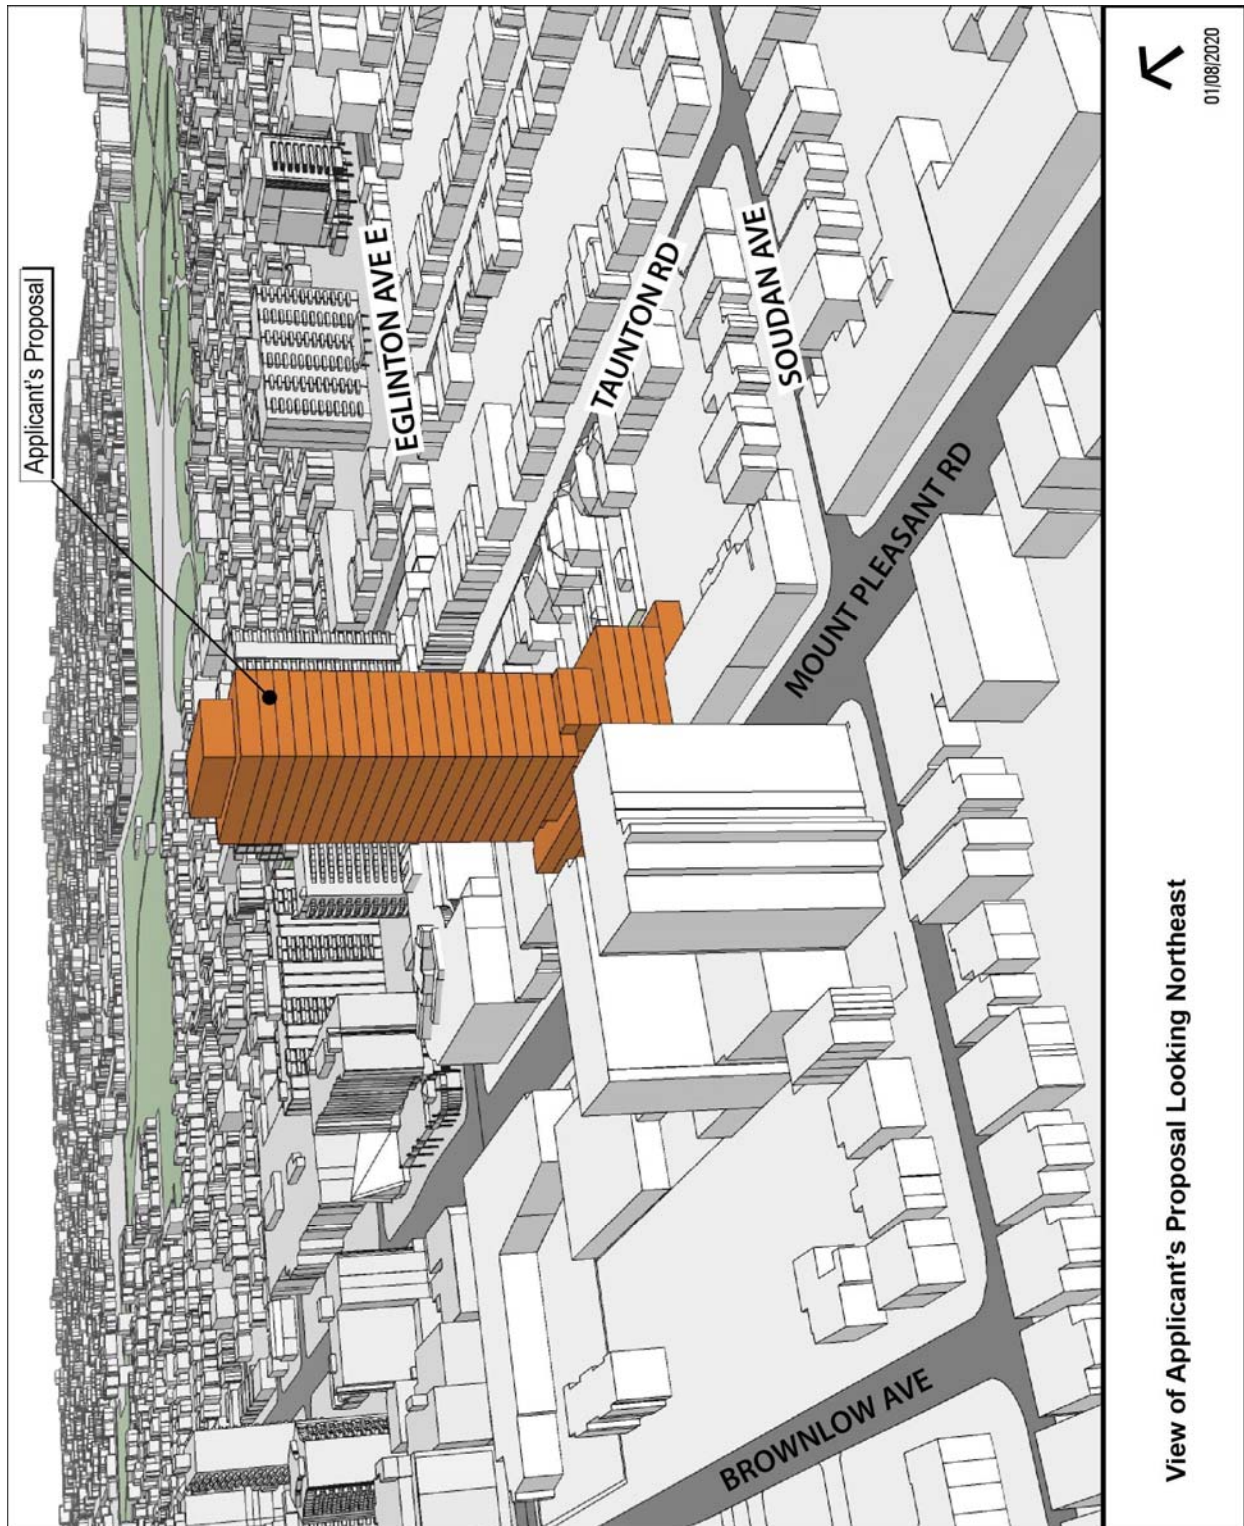 Applicant's Proposal
EGLINTON AVE E
TAUNTON RD
SOUDAN AVE
MOUNT PLEASANT RD
BROWNLOW AVE
View of Applicant's Proposal Looking Northeast
01/08/2020